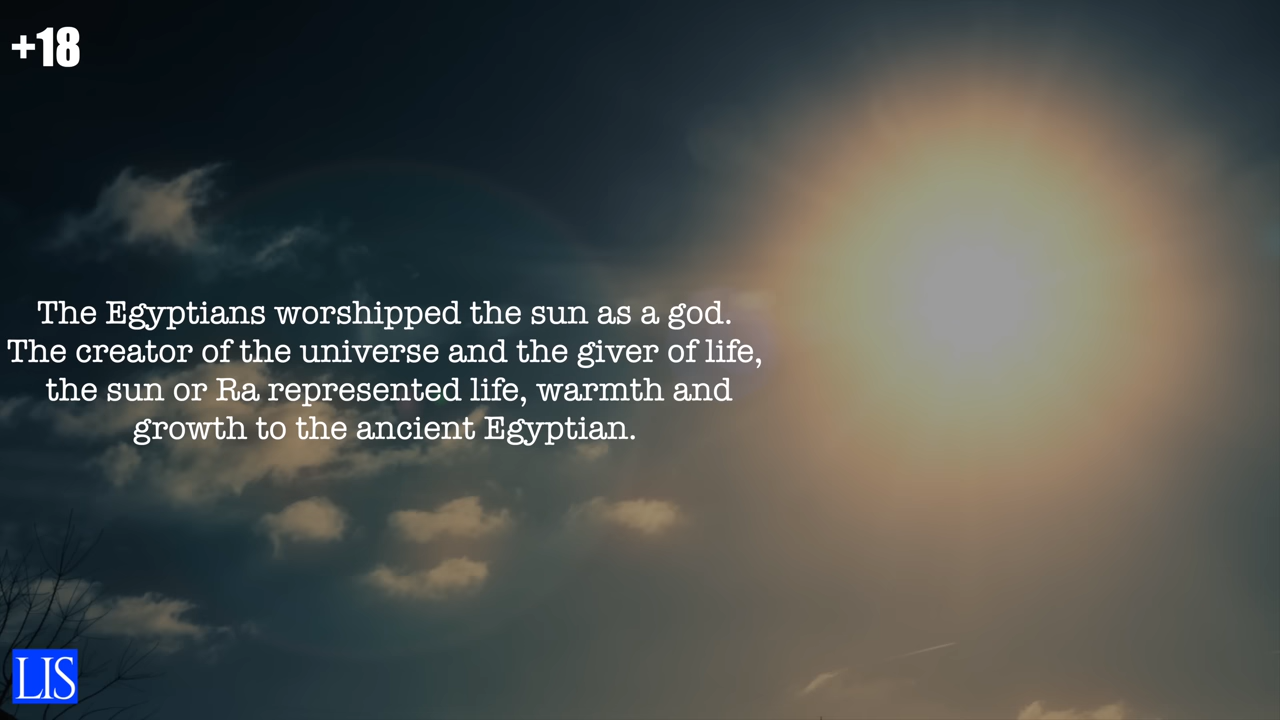 +18
The Egyptians worshipped the sun as a god.
The creator of the universe and the giver of life,
the sun or Ra represented life, warmth and
growth to the ancient Egyptian.
LIS